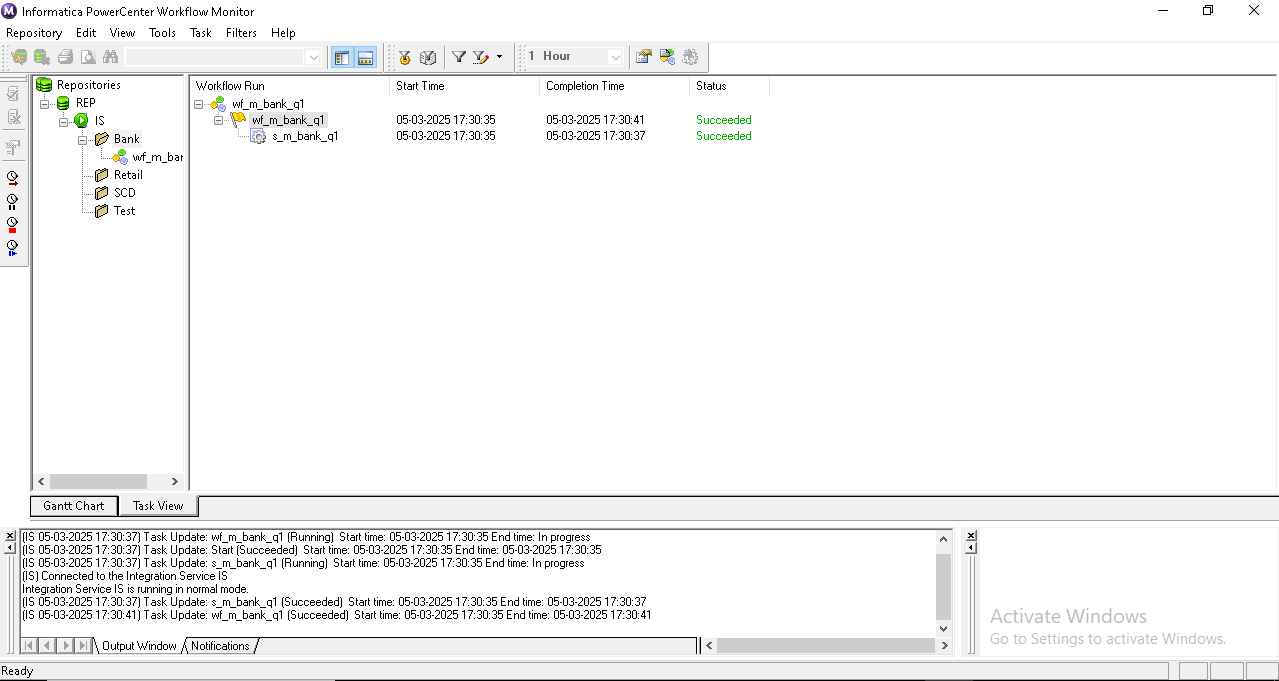 Informatica PowerCenter Workflow Monitor
Repository Edit View Tools Task Filters Help
1 Hour
Repositories
REP
IS
Bank
wf_m_bar
Retail
SCD
Test
Workflow Run Start Time Completion Time Status
wf_m_bank_q1
wf_m_bank_q1 05-03-2025 17:30:35 05-03-2025 17:30:41 Succeeded
s_m_bank_q1 05-03-2025 17:30:35 05-03-2025 17:30:37 Succeeded
Gantt Chart Task View
(IS 05-03-2025 17:30:37) Task Update: wf_m_bank_q1 (Running) Start time: 05-03-2025 17:30:35 End time: In progress
(IS 05-03-2025 17:30:37) Task Update: Start (Succeeded) Start time: 05-03-2025 17:30:35 End time: 05-03-2025 17:30:35
(IS 05-03-2025 17:30:37) Task Update: s_m_bank_q1 (Running) Start time: 05-03-2025 17:30:35 End time: In progress
(IS) Connected to the Integration Service IS
Integration Service IS is running in normal mode.
(IS 05-03-2025 17:30:37) Task Update: s_m_bank_q1 (Succeeded) Start time: 05-03-2025 17:30:35 End time: 05-03-2025 17:30:37
(IS 05-03-2025 17:30:41) Task Update: wf_m_bank_q1 (Succeeded) Start time: 05-03-2025 17:30:35 End time: 05-03-2025 17:30:41
Output Window Notifications
Activate Windows
Go to Settings to activate Windows.
Ready